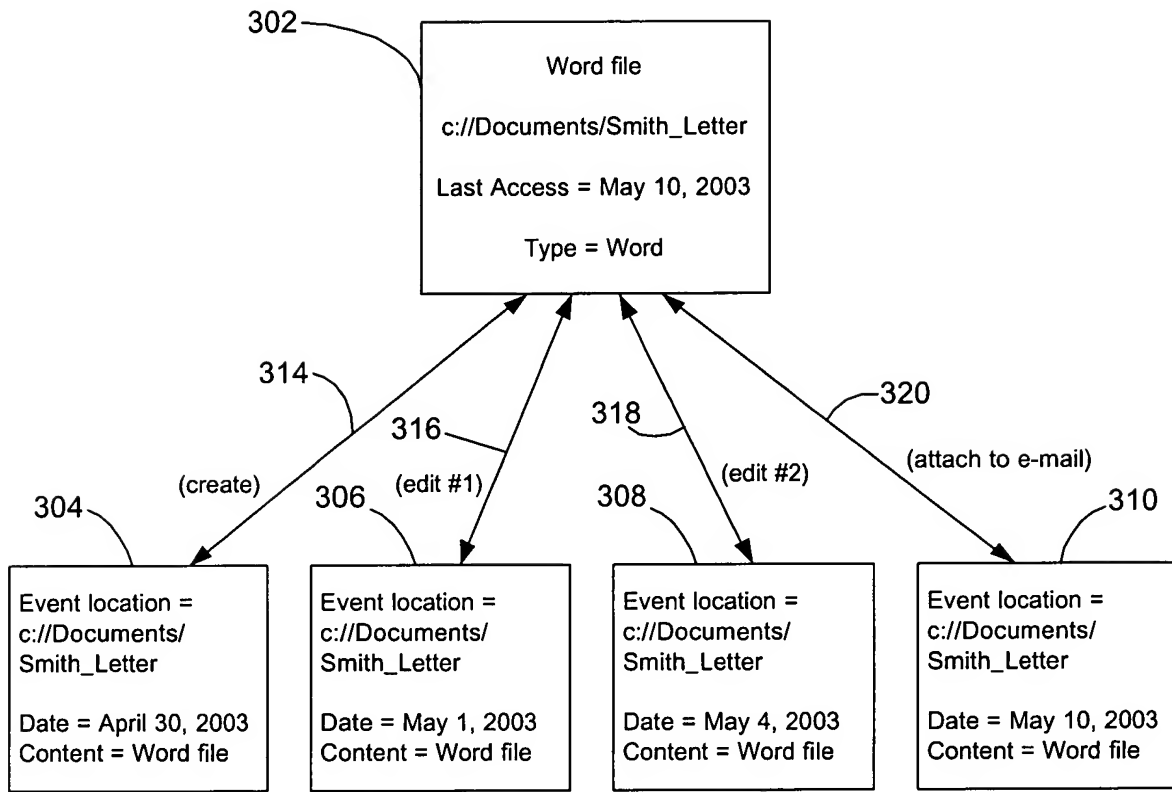 302
Word file
c://Documents/Smith_Letter
Last Access = May 10, 2003
Type = Word
314
316
318
320
(create)
(edit #1)
(edit #2)
(attach to e-mail)
304
306
308
310
Event location =
c://Documents/
Smith_Letter
Date = April 30, 2003
Content = Word file
Event location =
c://Documents/
Smith_Letter
Date = May 1, 2003
Content = Word file
Event location =
c://Documents/
Smith_Letter
Date = May 4, 2003
Content = Word file
Event location =
c://Documents/
Smith_Letter
Date = May 10, 2003
Content = Word file